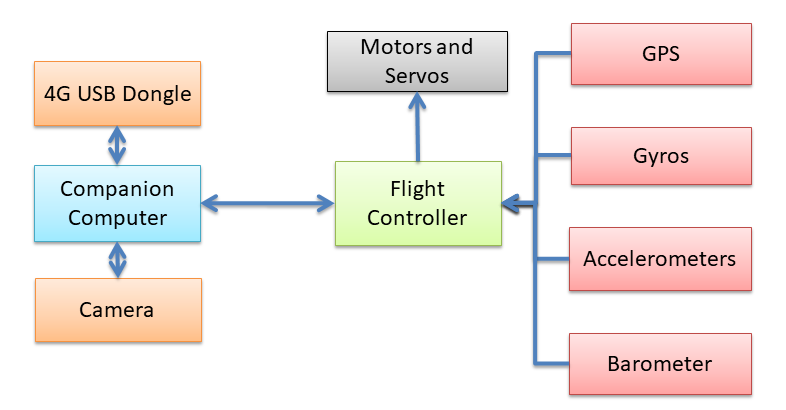 Motors and
Servos
GPS
4G USB Dongle
Gyros
Companion
Computer
Flight
Controller
Accelerometers
Camera
Barometer